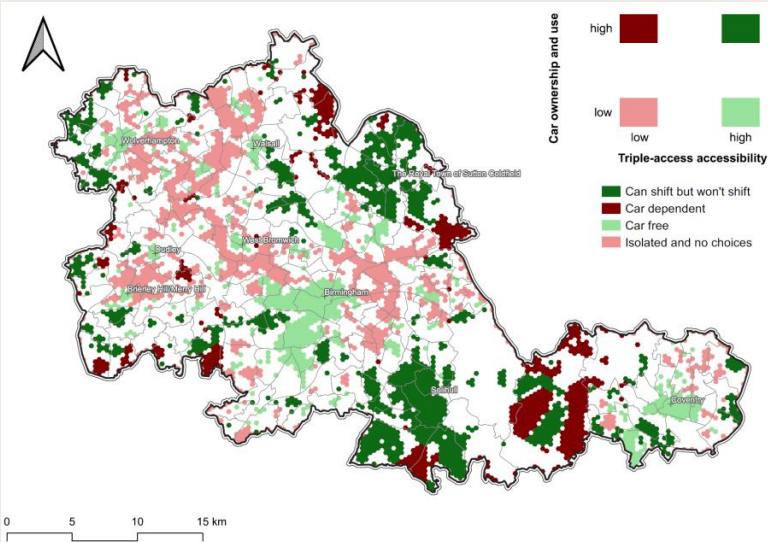 high
Car ownership and use
low
low
high
Triple-access accessibility
Can shift but won't shift
Car dependent
Car free
Isolated and no choices
Wolverhampton
Walsall
The Royal Town of Sutton Coldfield
West Bromwich
Dudley
Brierley Hill/Merry Hill
Birmingham
Solihull
Coventry
0 5 10 15 km